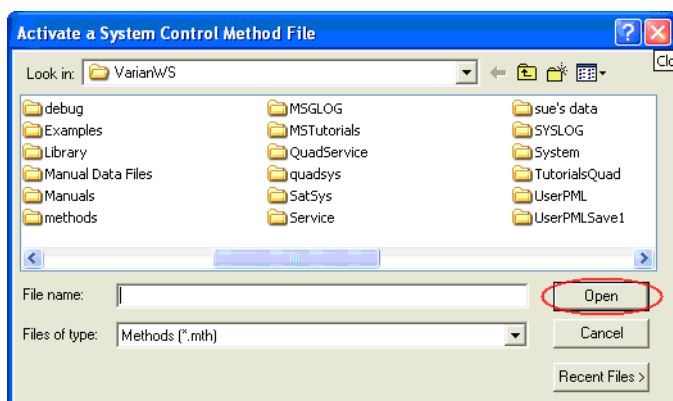 Activate a System Control Method File
Clo
Look in: VarianWS
debug MSGLOG sue's data
Examples MSTutorials SYSLOG
Library QuadService System
Manual Data Files quadsys TutorialsQuad
Manuals SatSys UserPML
methods Service UserPMLSave1
File name: Open
Files of type: Methods (*.mth) Cancel
Recent Files >